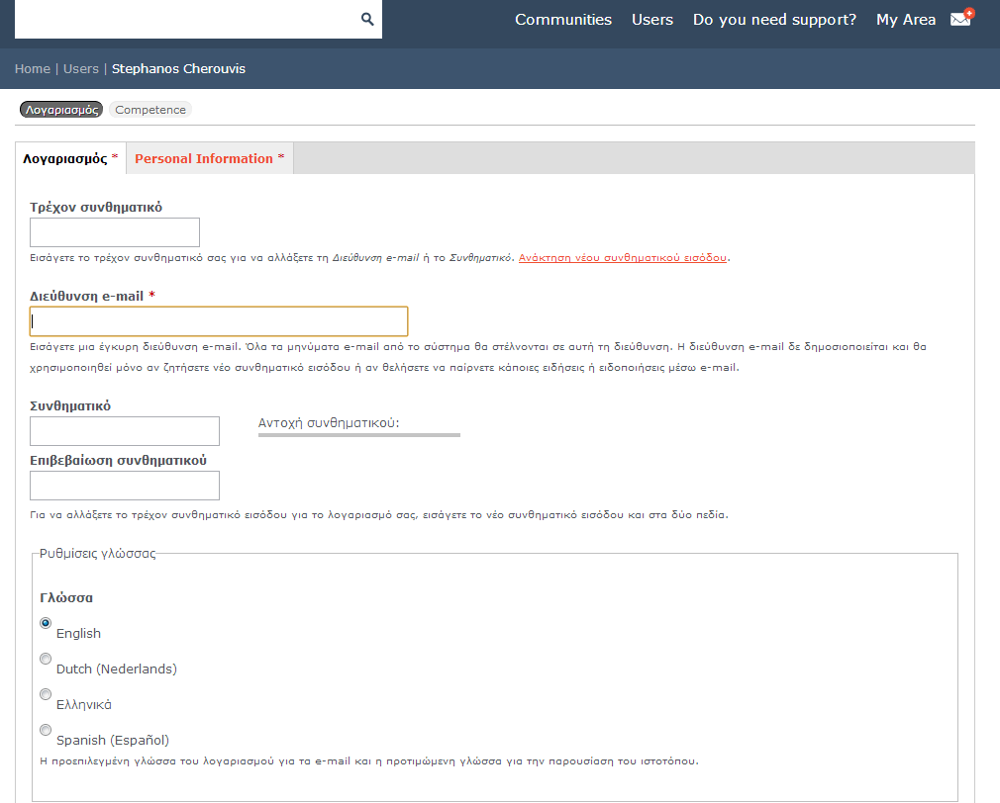 Communities Users Do you need support? My Area
Home | Users | Stephanos Cherouvis
Λογαριασμός Competence
Λογαριασμός * Personal Information *
Τρέχον συνθηματικό
Εισάγετε το τρέχον συνθηματικό σας για να αλλάξετε τη Διεύθυνση e-mail ή το Συνθηματικό. Ανάκτηση νέου συνθηματικού εισόδου.
Διεύθυνση e-mail *
Εισάγετε μια έγκυρη διεύθυνση e-mail. Όλα τα μηνύματα e-mail από το σύστημα θα στέλνονται σε αυτή τη διεύθυνση. Η διεύθυνση e-mail δε δημοσιοποιείται και θα
χρησιμοποιηθεί μόνο αν ζητήσετε νέο συνθηματικό εισόδου ή αν θελήσετε να παίρνετε κάποιες ειδήσεις ή ειδοποιήσεις μέσω e-mail.
Συνθηματικό
Αντοχή συνθηματικού:
Επιβεβαίωση συνθηματικού
Για να αλλάξετε το τρέχον συνθηματικό εισόδου για το λογαριασμό σας, εισάγετε το νέο συνθηματικό εισόδου και στα δύο πεδία.
Ρυθμίσεις γλώσσας
Γλώσσα
English
Dutch (Nederlands)
Ελληνικά
Spanish (Español)
Η προεπιλεγμένη γλώσσα του λογαριασμού για τα e-mail και η προτιμώμενη γλώσσα για την παρουσίαση του ιστοτόπου.